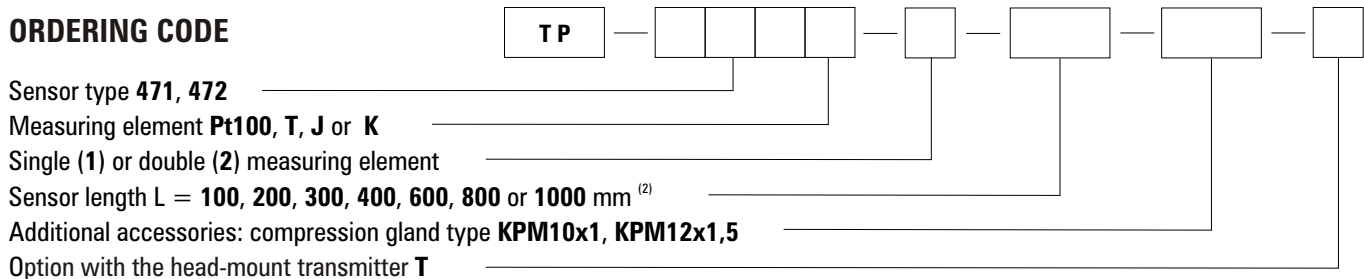 ORDERING CODE
T P
Sensor type 471, 472
Measuring element Pt100, T, J or K
Single (1) or double (2) measuring element
Sensor length L = 100, 200, 300, 400, 600, 800 or 1000 mm (2)
Additional accessories: compression gland type KPM10x1, KPM12x1,5
Option with the head-mount transmitter T